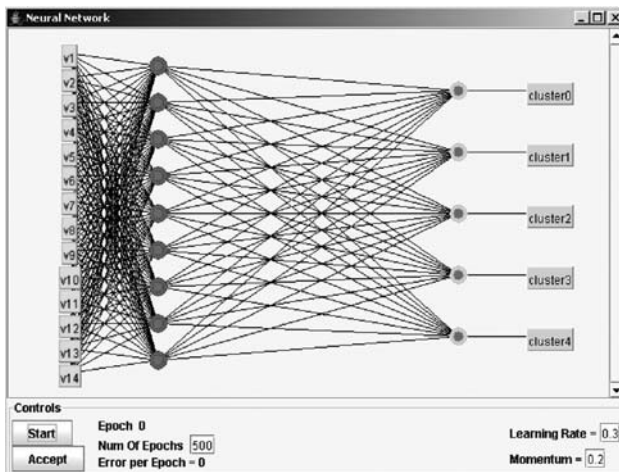 Neural Network
v1
v2
v3
v4
v5
v6
v7
v8
v9
v10
v11
v12
v13
v14
cluster0
cluster1
cluster2
cluster3
cluster4
Controls
Start
Accept
Epoch 0
Num Of Epochs 500
Error per Epoch = 0
Learning Rate = 0.3
Momentum = 0.2